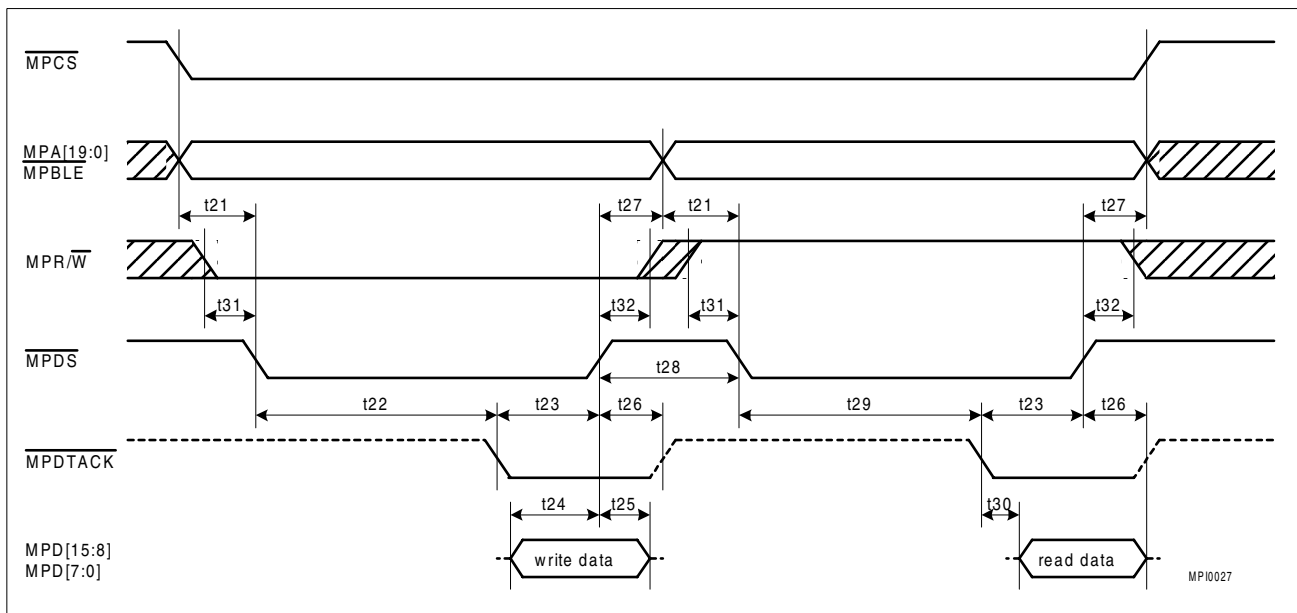 MPCS
MPA[19:0]
MPBLE
t21 t27 t21 t27
MPR/W
t31 t32 t31 t32
MPDS
t28
t22 t23 t26 t29 t23 t26
MPDTACK
t24 t25 t30
MPD[15:8]
MPD[7:0]
write data read data
MPI0027